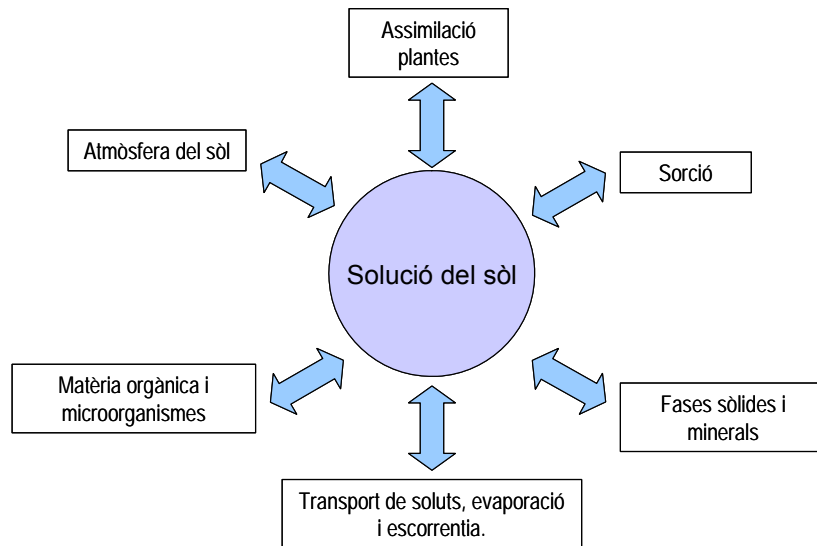 Assimilació
plantes
Atmòsfera del sòl
Sorció
Solució del sòl
Matèria orgànica i
microorganismes
Fases sòlides i
minerals
Transport de soluts, evaporació
i escorrentia.